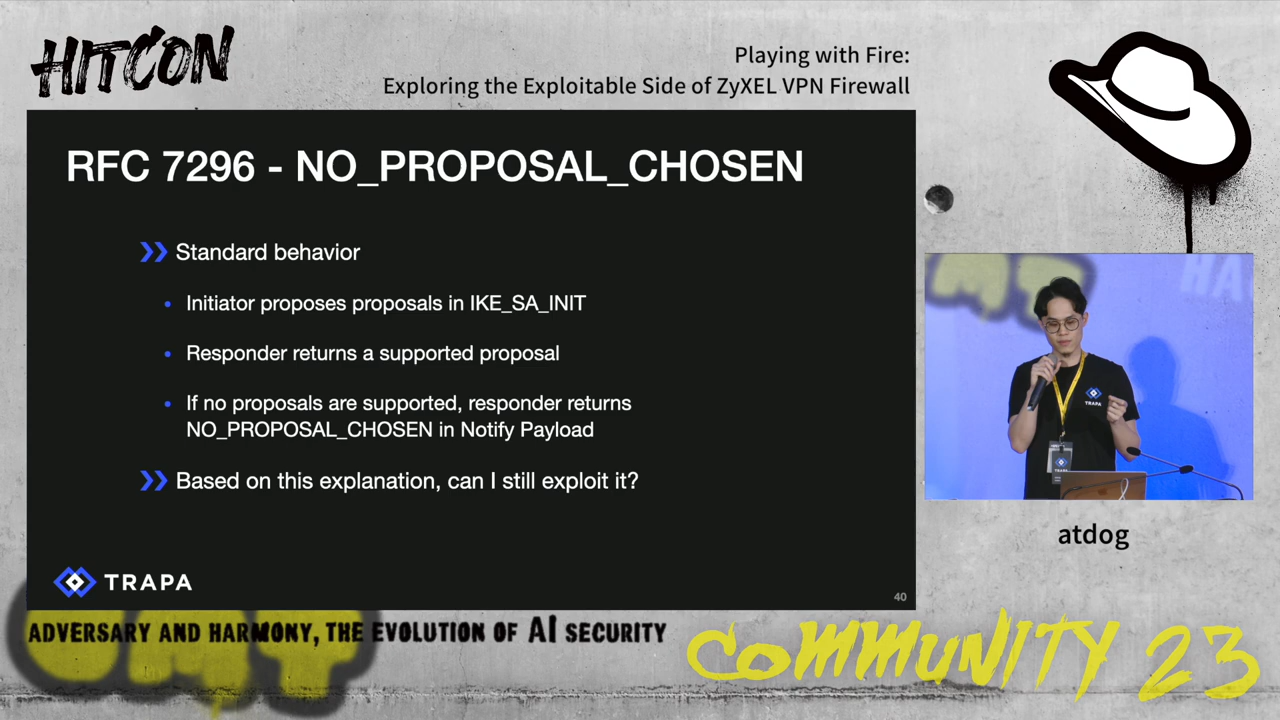 HITCON
Playing with Fire:
Exploring the Exploitable Side of ZyXEL VPN Firewall
RFC 7296 - NO_PROPOSAL_CHOSEN
Standard behavior
Initiator proposes proposals in IKE_SA_INIT
Responder returns a supported proposal
If no proposals are supported, responder returns
NO_PROPOSAL_CHOSEN in Notify Payload
Based on this explanation, can I still exploit it?
TRAPA
40
TRAPA
atdog
ADVERSARY AND HARMONY, THE EVOLUTION OF AI SECURITY
COMMUNITY 23